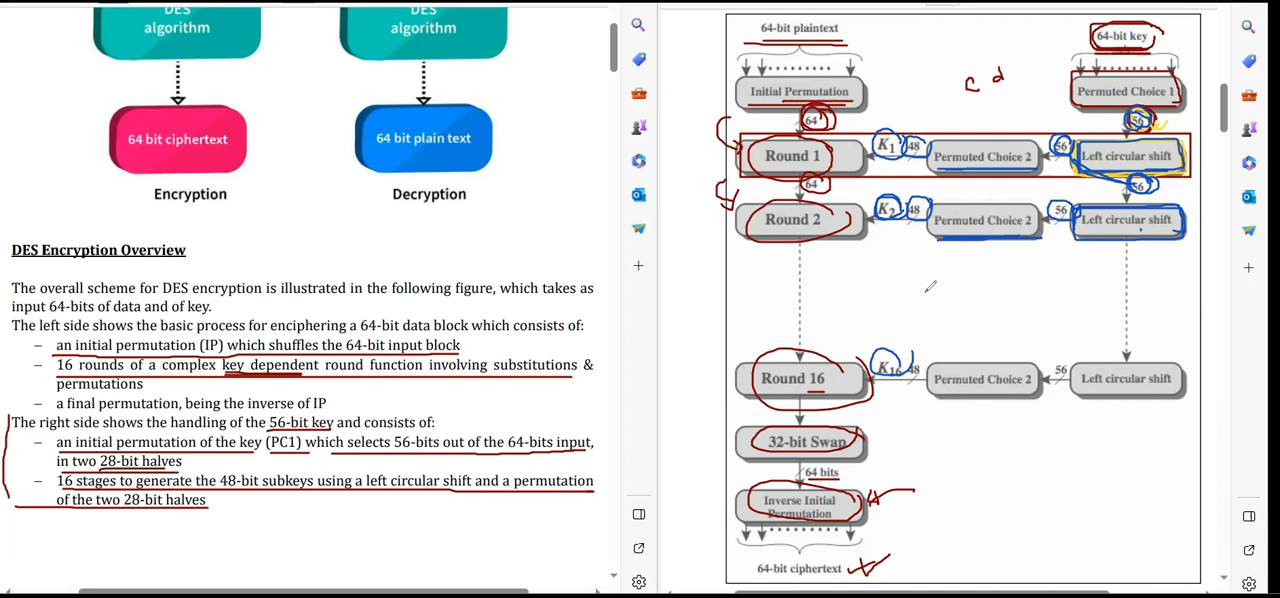 DES
algorithm
DES
algorithm
64 bit ciphertext
64 bit plain text
Encryption
Decryption
DES Encryption Overview
The overall scheme for DES encryption is illustrated in the following figure, which takes as
input 64-bits of data and of key.
The left side shows the basic process for enciphering a 64-bit data block which consists of:
– an initial permutation (IP) which shuffles the 64-bit input block
– 16 rounds of a complex key dependent round function involving substitutions &
permutations
– a final permutation, being the inverse of IP
The right side shows the handling of the 56-bit key and consists of:
– an initial permutation of the key (PC1) which selects 56-bits out of the 64-bits input,
in two 28-bit halves
– 16 stages to generate the 48-bit subkeys using a left circular shift and a permutation
of the two 28-bit halves
64-bit plaintext
64-bit key
C d
Initial Permutation
Permuted Choice 1
64
56
Round 1
K1
48
Permuted Choice 2
56
Left circular shift
64
56
Round 2
K2
48
Permuted Choice 2
56
Left circular shift
Round 16
K16
48
Permuted Choice 2
56
Left circular shift
32-bit Swap
64 bits
Inverse Initial
Permutation
64-bit ciphertext